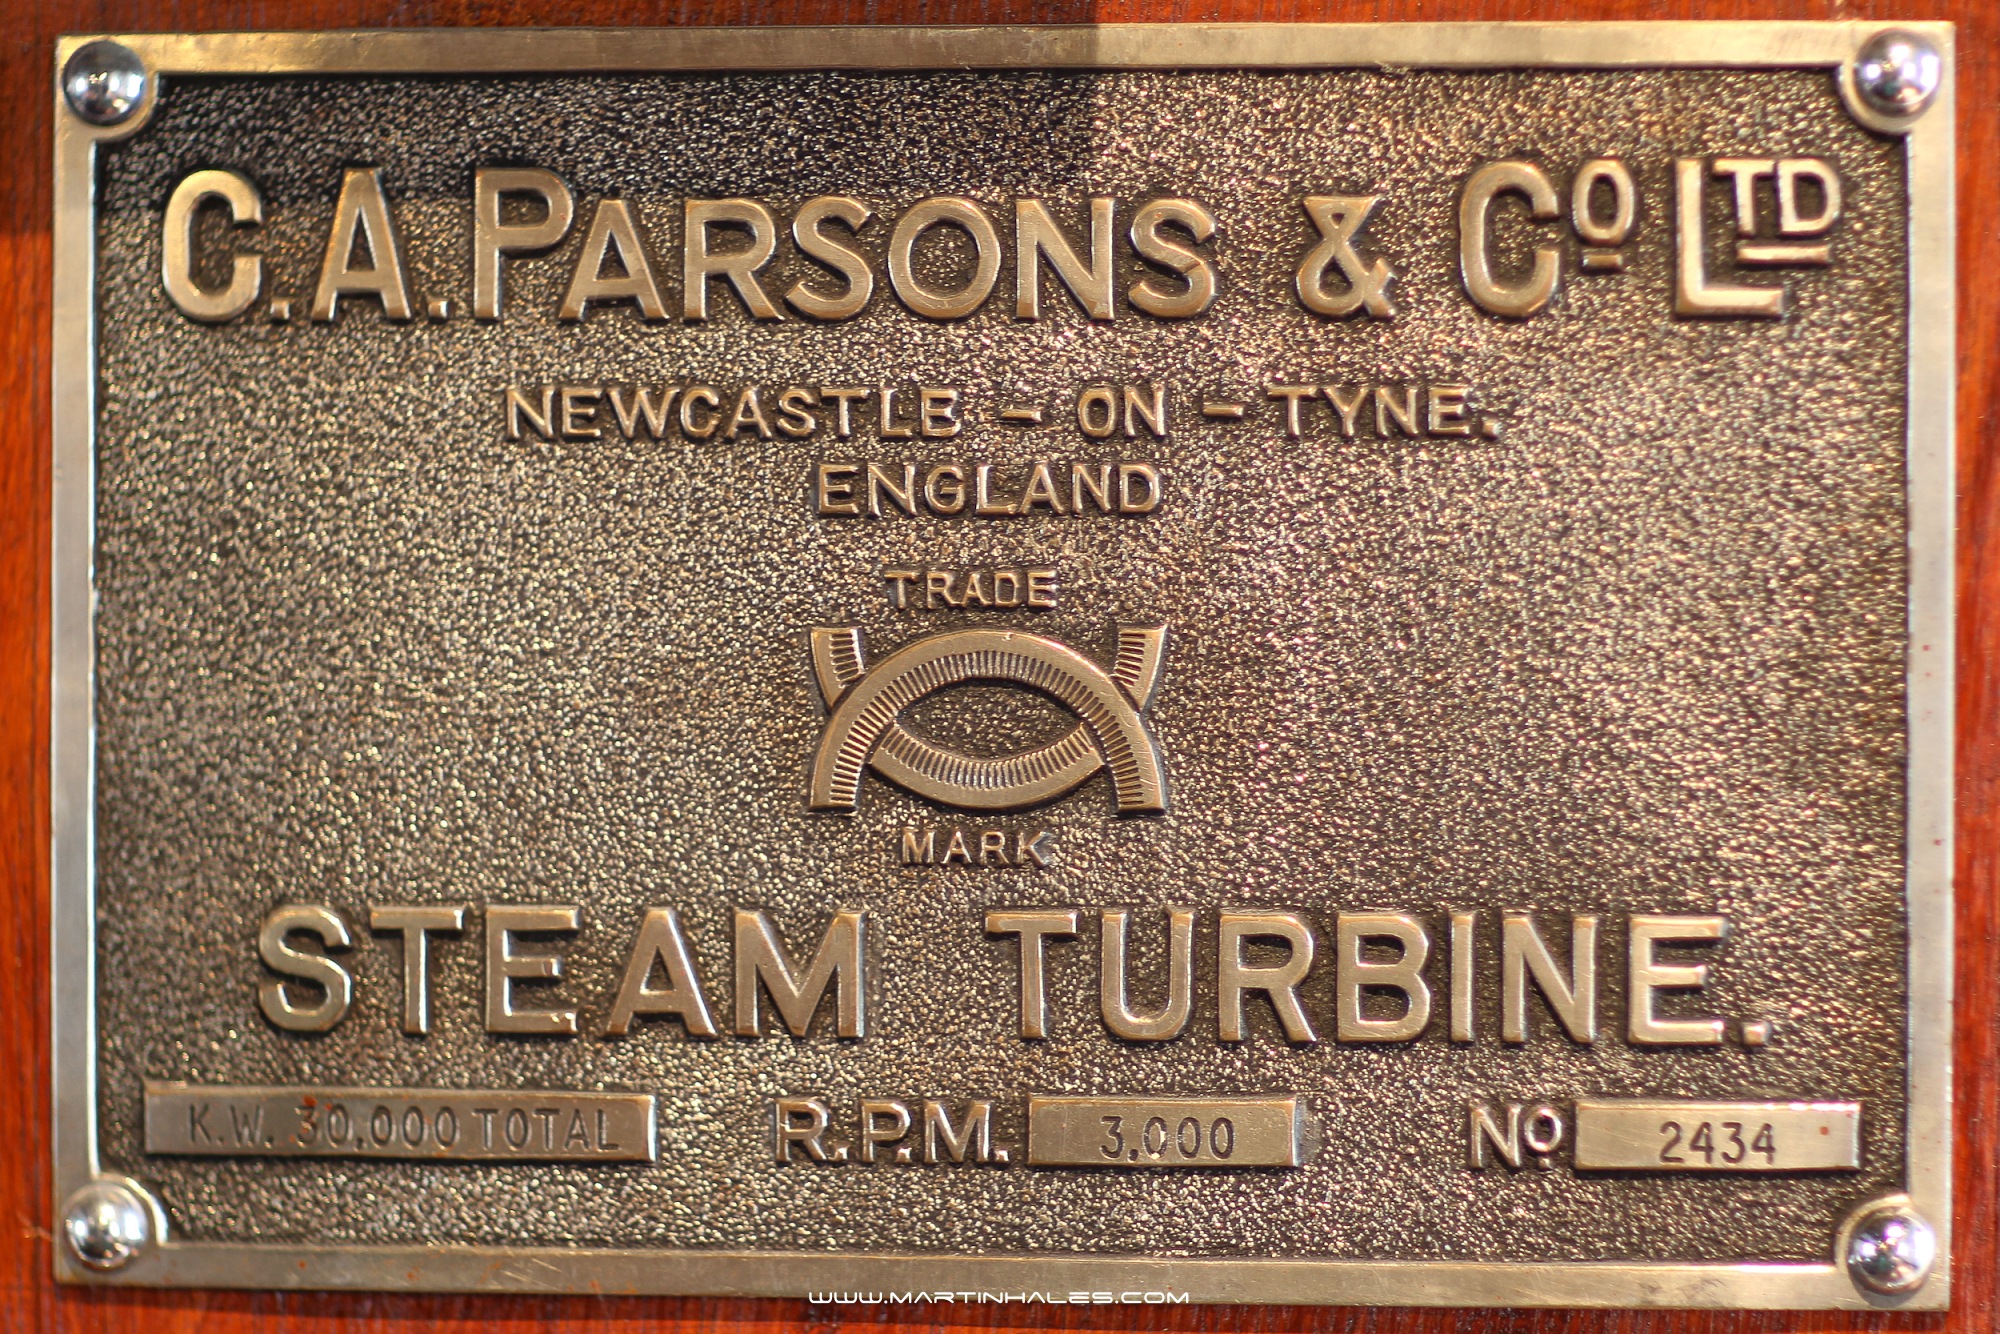 C.A. PARSONS & Cº LTD
NEWCASTLE - ON - TYNE.
ENGLAND
TRADE
MARK
STEAM TURBINE.
K.W. 30,000 TOTAL R.P.M. 3,000 Nº 2434
WWW.MARTINHALES.COM